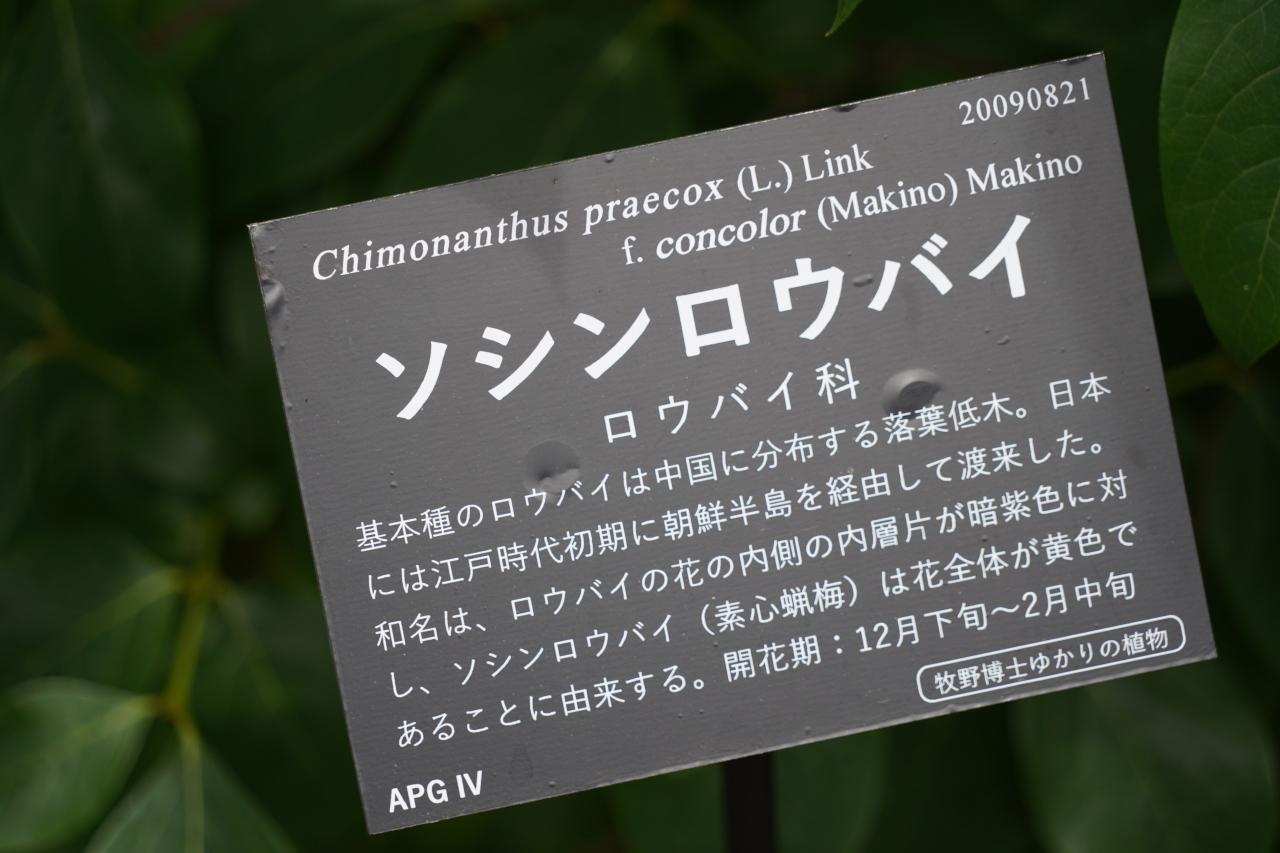 20090821
Chimonanthus praecox (L.) Link
f. concolor (Makino) Makino
ソシンロウバイ
ロウバイ科
基本種のロウバイは中国に分布する落葉低木。日本
には江戸時代初期に朝鮮半島を経由して渡来した。
和名は、ロウバイの花の内側の内層片が暗紫色に対
し、ソシンロウバイ（素心蝋梅）は花全体が黄色で
あることに由来する。開花期：12月下旬～2月中旬
牧野博士ゆかりの植物
APG IV